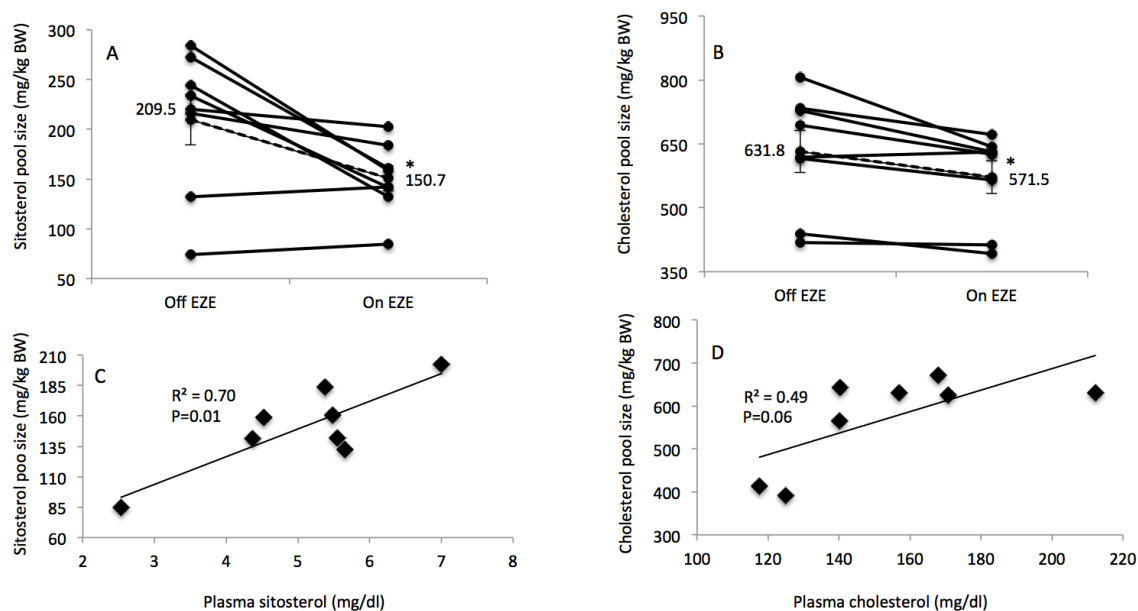 A
Sitosterol pool size (mg/kg BW)
300
250
200
150
100
50
209.5
*
150.7
Off EZE
On EZE
B
Cholesterol pool size (mg/kg BW)
950
800
650
500
350
631.8
*
571.5
Off EZE
On EZE
C
Sitosterol poo size (mg/kg BW)
210
185
160
135
110
85
60
R² = 0.70
P=0.01
2
3
4
5
6
7
8
Plasma sitosterol (mg/dl)
D
Cholesterol pool size (mg/kg BW)
800
700
600
500
400
300
R² = 0.49
P=0.06
100
120
140
160
180
200
220
Plasma cholesterol (mg/dl)